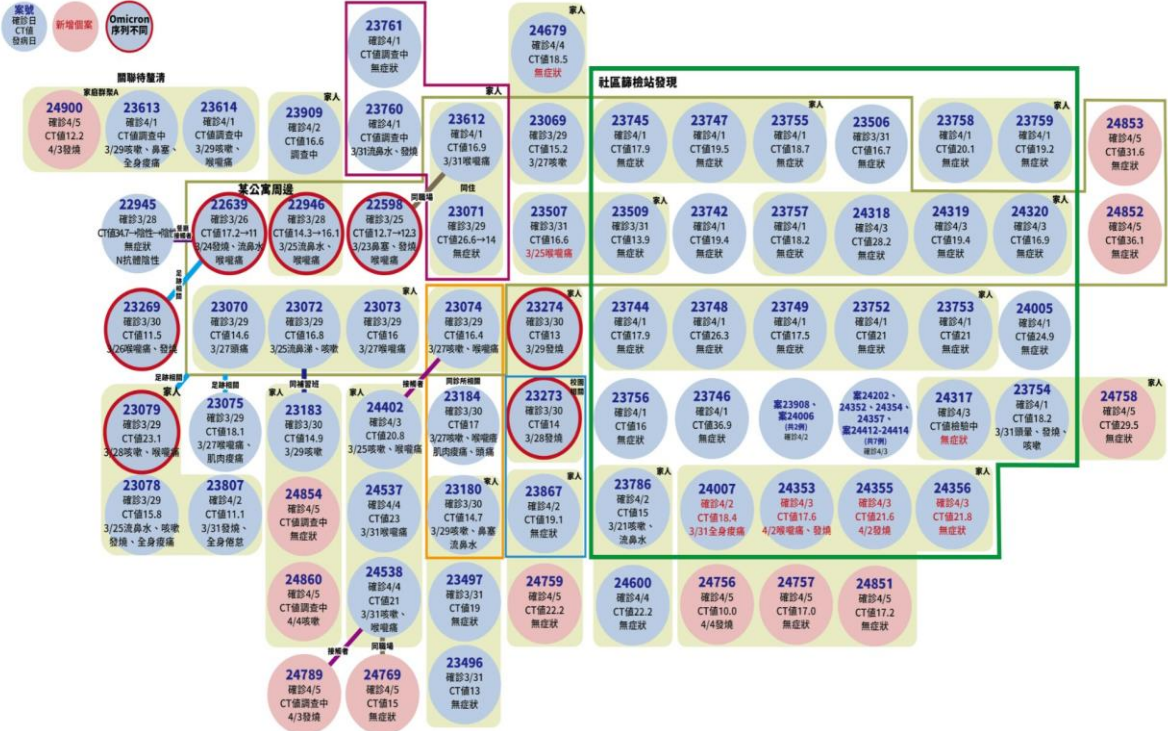 案號
確診日
CT值
發病日
新增個案
Omicron
序列不同
關聯待釐清
家庭群聚A
24900
確診4/5
CT值12.2
4/3發燒
23613
確診4/1
CT值調查中
3/29咳嗽、鼻塞、
全身痠痛
23614
確診4/1
CT值調查中
3/29咳嗽、
喉嚨痛
家人
23909
確診4/2
CT值16.6
調查中
23761
確診4/1
CT值調查中
無症狀
23760
確診4/1
CT值調查中
3/31流鼻水、發燒
23612
確診4/1
CT值16.9
3/31喉嚨痛
同住
23071
確診3/29
CT值26.6→14
無症狀
家人
24679
確診4/4
CT值18.5
無症狀
23069
確診3/29
CT值15.2
3/27咳嗽
社區篩檢站發現
23745
確診4/1
CT值17.9
無症狀
23747
確診4/1
CT值19.5
無症狀
家人
23755
確診4/1
CT值18.7
無症狀
23506
確診3/31
CT值16.7
無症狀
23758
確診4/1
CT值20.1
無症狀
家人
23759
確診4/1
CT值19.2
無症狀
24853
確診4/5
CT值31.6
無症狀
某公寓周邊
同職場
22945
確診3/28
CT值34.7→陰性→陰性
無症狀
N抗體陰性
接觸者
22639
確診3/26
CT值17.2→11
3/24發燒、流鼻水
喉嚨痛
22946
確診3/28
CT值14.3→16.1
3/25流鼻水、
喉嚨痛
22598
確診3/25
CT值12.7→12.3
3/23鼻塞、發燒
喉嚨痛
23507
確診3/31
CT值16.6
3/25喉嚨痛
家人
23509
確診3/31
CT值13.9
無症狀
23742
確診4/1
CT值19.4
無症狀
23757
確診4/1
CT值18.2
無症狀
24318
確診4/3
CT值28.2
無症狀
24319
確診4/3
CT值19.4
無症狀
家人
24320
確診4/3
CT值16.9
無症狀
24852
確診4/5
CT值36.1
無症狀
足跡相關
23269
確診3/30
CT值11.5
3/26喉嚨痛、發燒
23070
確診3/29
CT值14.6
3/27頭痛
23072
確診3/29
CT值16.8
3/25流鼻涕、咳嗽
家人
23073
確診3/29
CT值16
3/27喉嚨痛
23074
確診3/29
CT值16.4
3/27咳嗽、喉嚨痛
家人
23274
確診3/30
CT值13
3/29發燒
23744
確診4/1
CT值17.9
無症狀
23748
確診4/1
CT值26.3
無症狀
23749
確診4/1
CT值17.5
無症狀
23752
確診4/1
CT值21
無症狀
家人
23753
確診4/1
CT值21
無症狀
24005
確診4/1
CT值24.9
無症狀
足跡相關
足跡相關
同補習班
接觸者
同診所相關
校園
相關
家人
23079
確診3/29
CT值23.1
3/28咳嗽、喉嚨痛
23075
確診3/29
CT值18.1
3/27喉嚨痛、
肌肉痠痛
家人
23183
確診3/30
CT值14.9
3/29咳嗽
家人
24402
確診4/3
CT值20.8
3/25咳嗽、喉嚨痛
23184
確診3/30
CT值17
3/27咳嗽、喉嚨痛
肌肉痠痛、頭痛
23273
確診3/30
CT值14
3/28發燒
23756
確診4/1
CT值16
無症狀
23746
確診4/1
CT值36.9
無症狀
案23908、
案24006
(共2例)
確診4/2
案24202、
24352、24354、
24357、
案24412-24414
(共7例)
確診4/3
24317
確診4/3
CT值檢驗中
無症狀
23754
確診4/1
CT值18.2
3/31頭暈、發燒、
咳嗽
家人
24758
確診4/5
CT值29.5
無症狀
23078
確診3/29
CT值15.8
3/25流鼻水、咳嗽
發燒、全身痠痛
23807
確診4/2
CT值11.1
3/31發燒、
全身倦怠
24854
確診4/5
CT值調查中
無症狀
24537
確診4/4
CT值23
3/31喉嚨痛
家人
23180
確診3/30
CT值14.7
3/29咳嗽、鼻塞
流鼻水
家人
23867
確診4/2
CT值19.1
無症狀
家人
23786
確診4/2
CT值15
3/21咳嗽、
流鼻水
24007
確診4/2
CT值18.4
3/31全身痠痛
24353
確診4/3
CT值17.6
4/2喉嚨痛、發燒
24355
確診4/3
CT值21.6
4/2發燒
家人
24356
確診4/3
CT值21.8
無症狀
24860
確診4/5
CT值調查中
4/4咳嗽
24538
確診4/4
CT值21
3/31咳嗽、
喉嚨痛
23497
確診3/31
CT值19
無症狀
24759
確診4/5
CT值22.2
無症狀
24600
確診4/4
CT值22.2
無症狀
24756
確診4/5
CT值10.0
4/4發燒
24757
確診4/5
CT值17.0
無症狀
24851
確診4/5
CT值17.2
無症狀
接觸者
同職場
24789
確診4/5
CT值調查中
4/3發燒
24769
確診4/5
CT值15
無症狀
23496
確診3/31
CT值13
無症狀